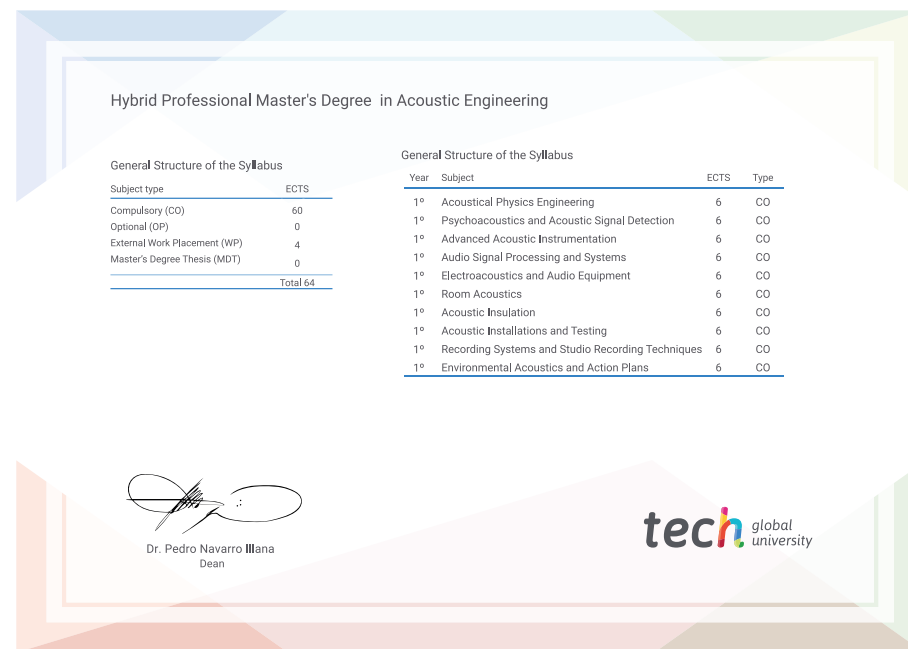 Hybrid Professional Master's Degree in Acoustic Engineering
General Structure of the Syllabus
Subject type ECTS
Compulsory (CO) 60
Optional (OP) 0
External Work Placement (WP) 4
Master's Degree Thesis (MDT) 0
Total 64
General Structure of the Syllabus
Year Subject ECTS Type
1º Acoustical Physics Engineering 6 CO
1º Psychoacoustics and Acoustic Signal Detection 6 CO
1º Advanced Acoustic Instrumentation 6 CO
1º Audio Signal Processing and Systems 6 CO
1º Electroacoustics and Audio Equipment 6 CO
1º Room Acoustics 6 CO
1º Acoustic Insulation 6 CO
1º Acoustic Installations and Testing 6 CO
1º Recording Systems and Studio Recording Techniques 6 CO
1º Environmental Acoustics and Action Plans 6 CO
Dr. Pedro Navarro Illana
Dean
tech global
university